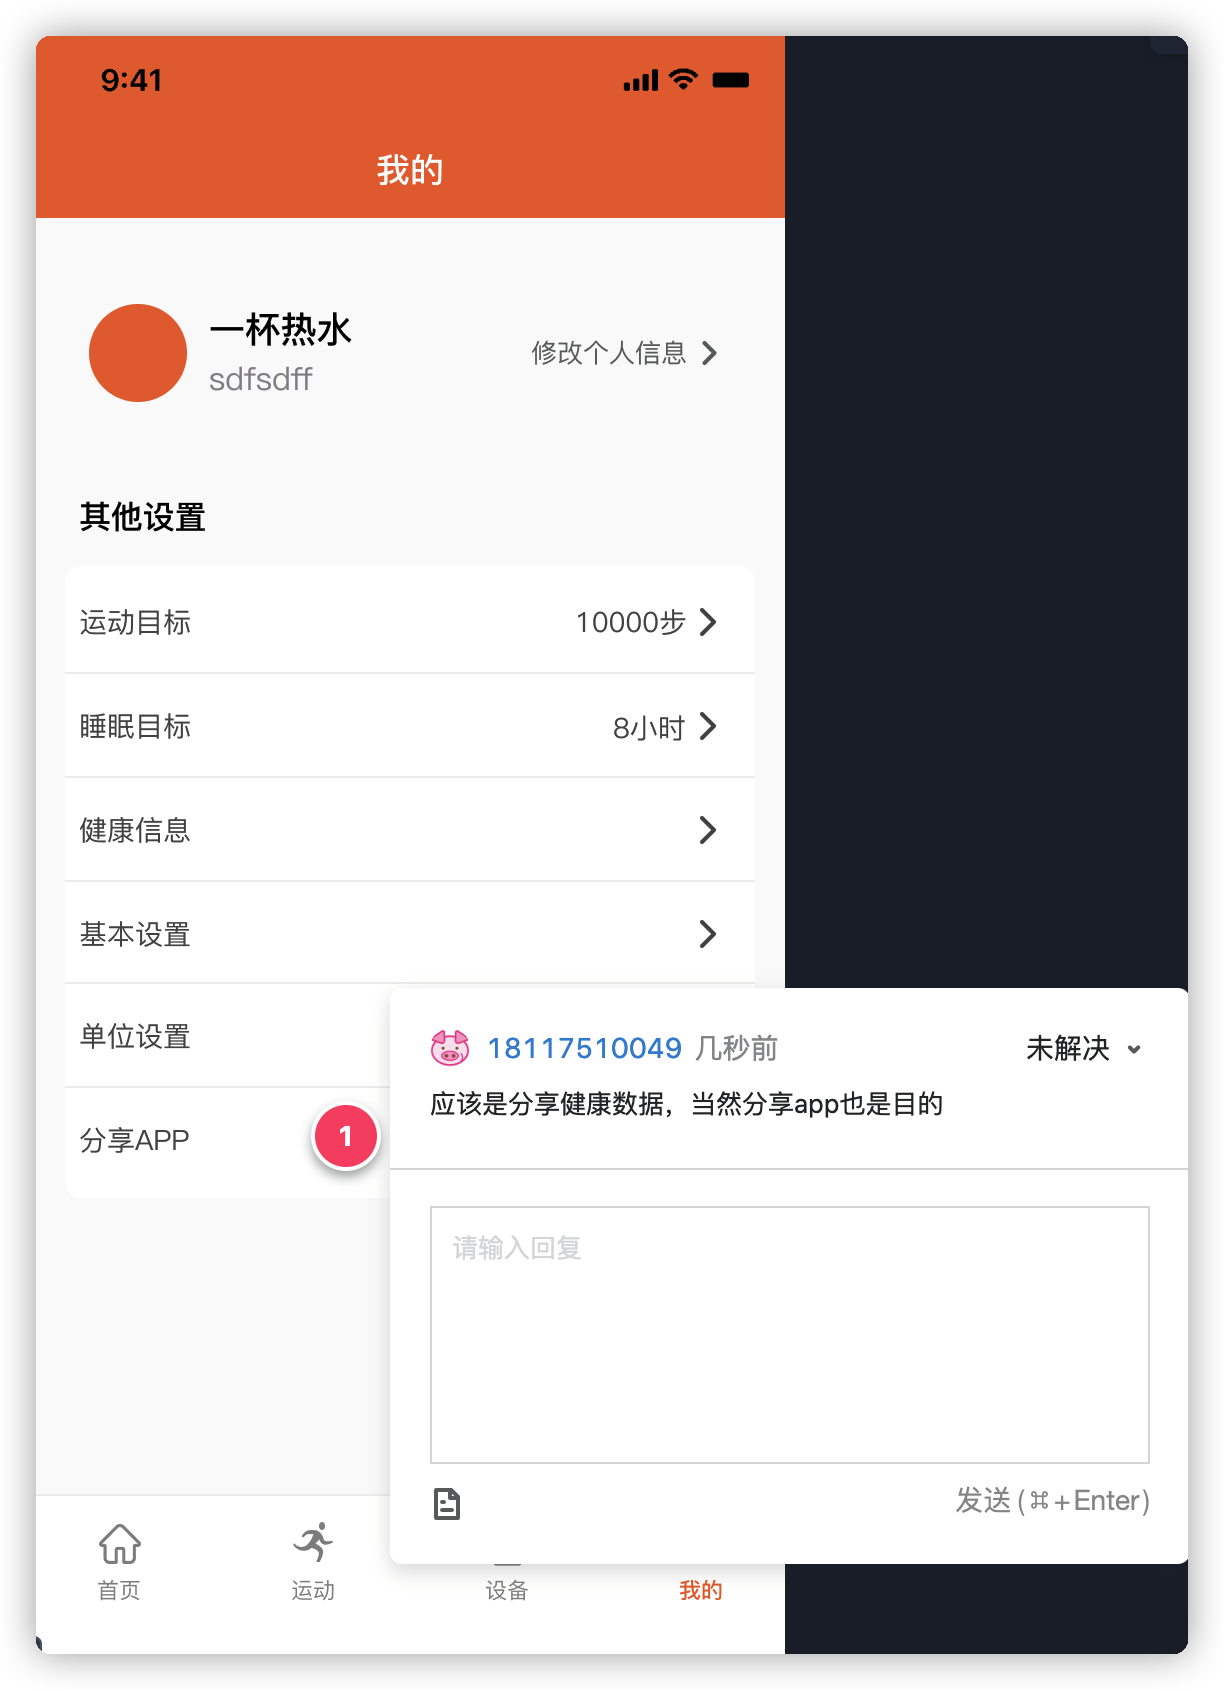 9:41
我的
一杯热水
sdfsdff
修改个人信息
其他设置
运动目标
10000步
睡眠目标
8小时
健康信息
基本设置
单位设置
分享APP
1
18117510049 几秒前
未解决
应该是分享健康数据，当然分享app也是目的
请输入回复
发送 (⌘+Enter)
首页
运动
设备
我的